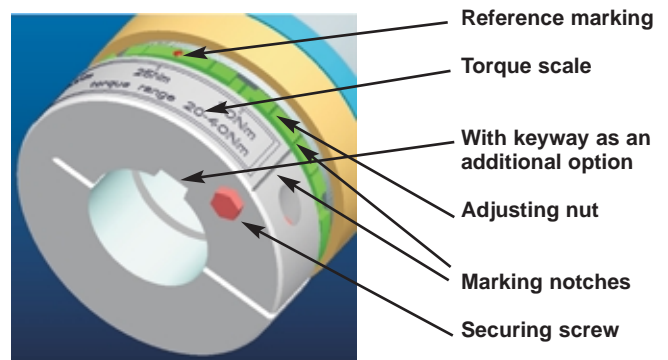 Reference marking
Torque scale
With keyway as an
additional option
Adjusting nut
Marking notches
Securing screw
torque range 20-40Nm